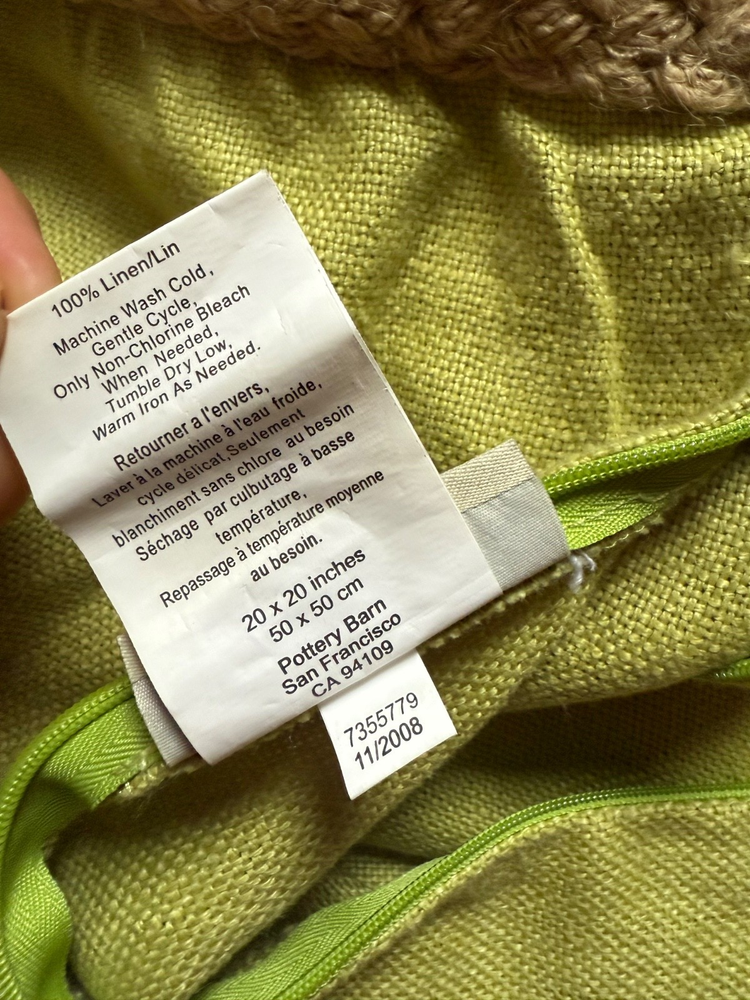 100% Linen/Lin
Machine Wash Cold,
Gentle Cycle,
Only Non-Chlorine Bleach
When Needed,
Tumble Dry Low,
Warm Iron As Needed.
Retourner a l'envers,
Laver à la machine à l'eau froide,
cycle délicat,Seulement
blanchiment sans chlore au besoin
Séchage par culbutage à basse
température,
Repassage à température moyenne
au besoin.
20 x 20 inches
50 x 50 cm
Pottery Barn
San Francisco
CA 94109
7355779
11/2008